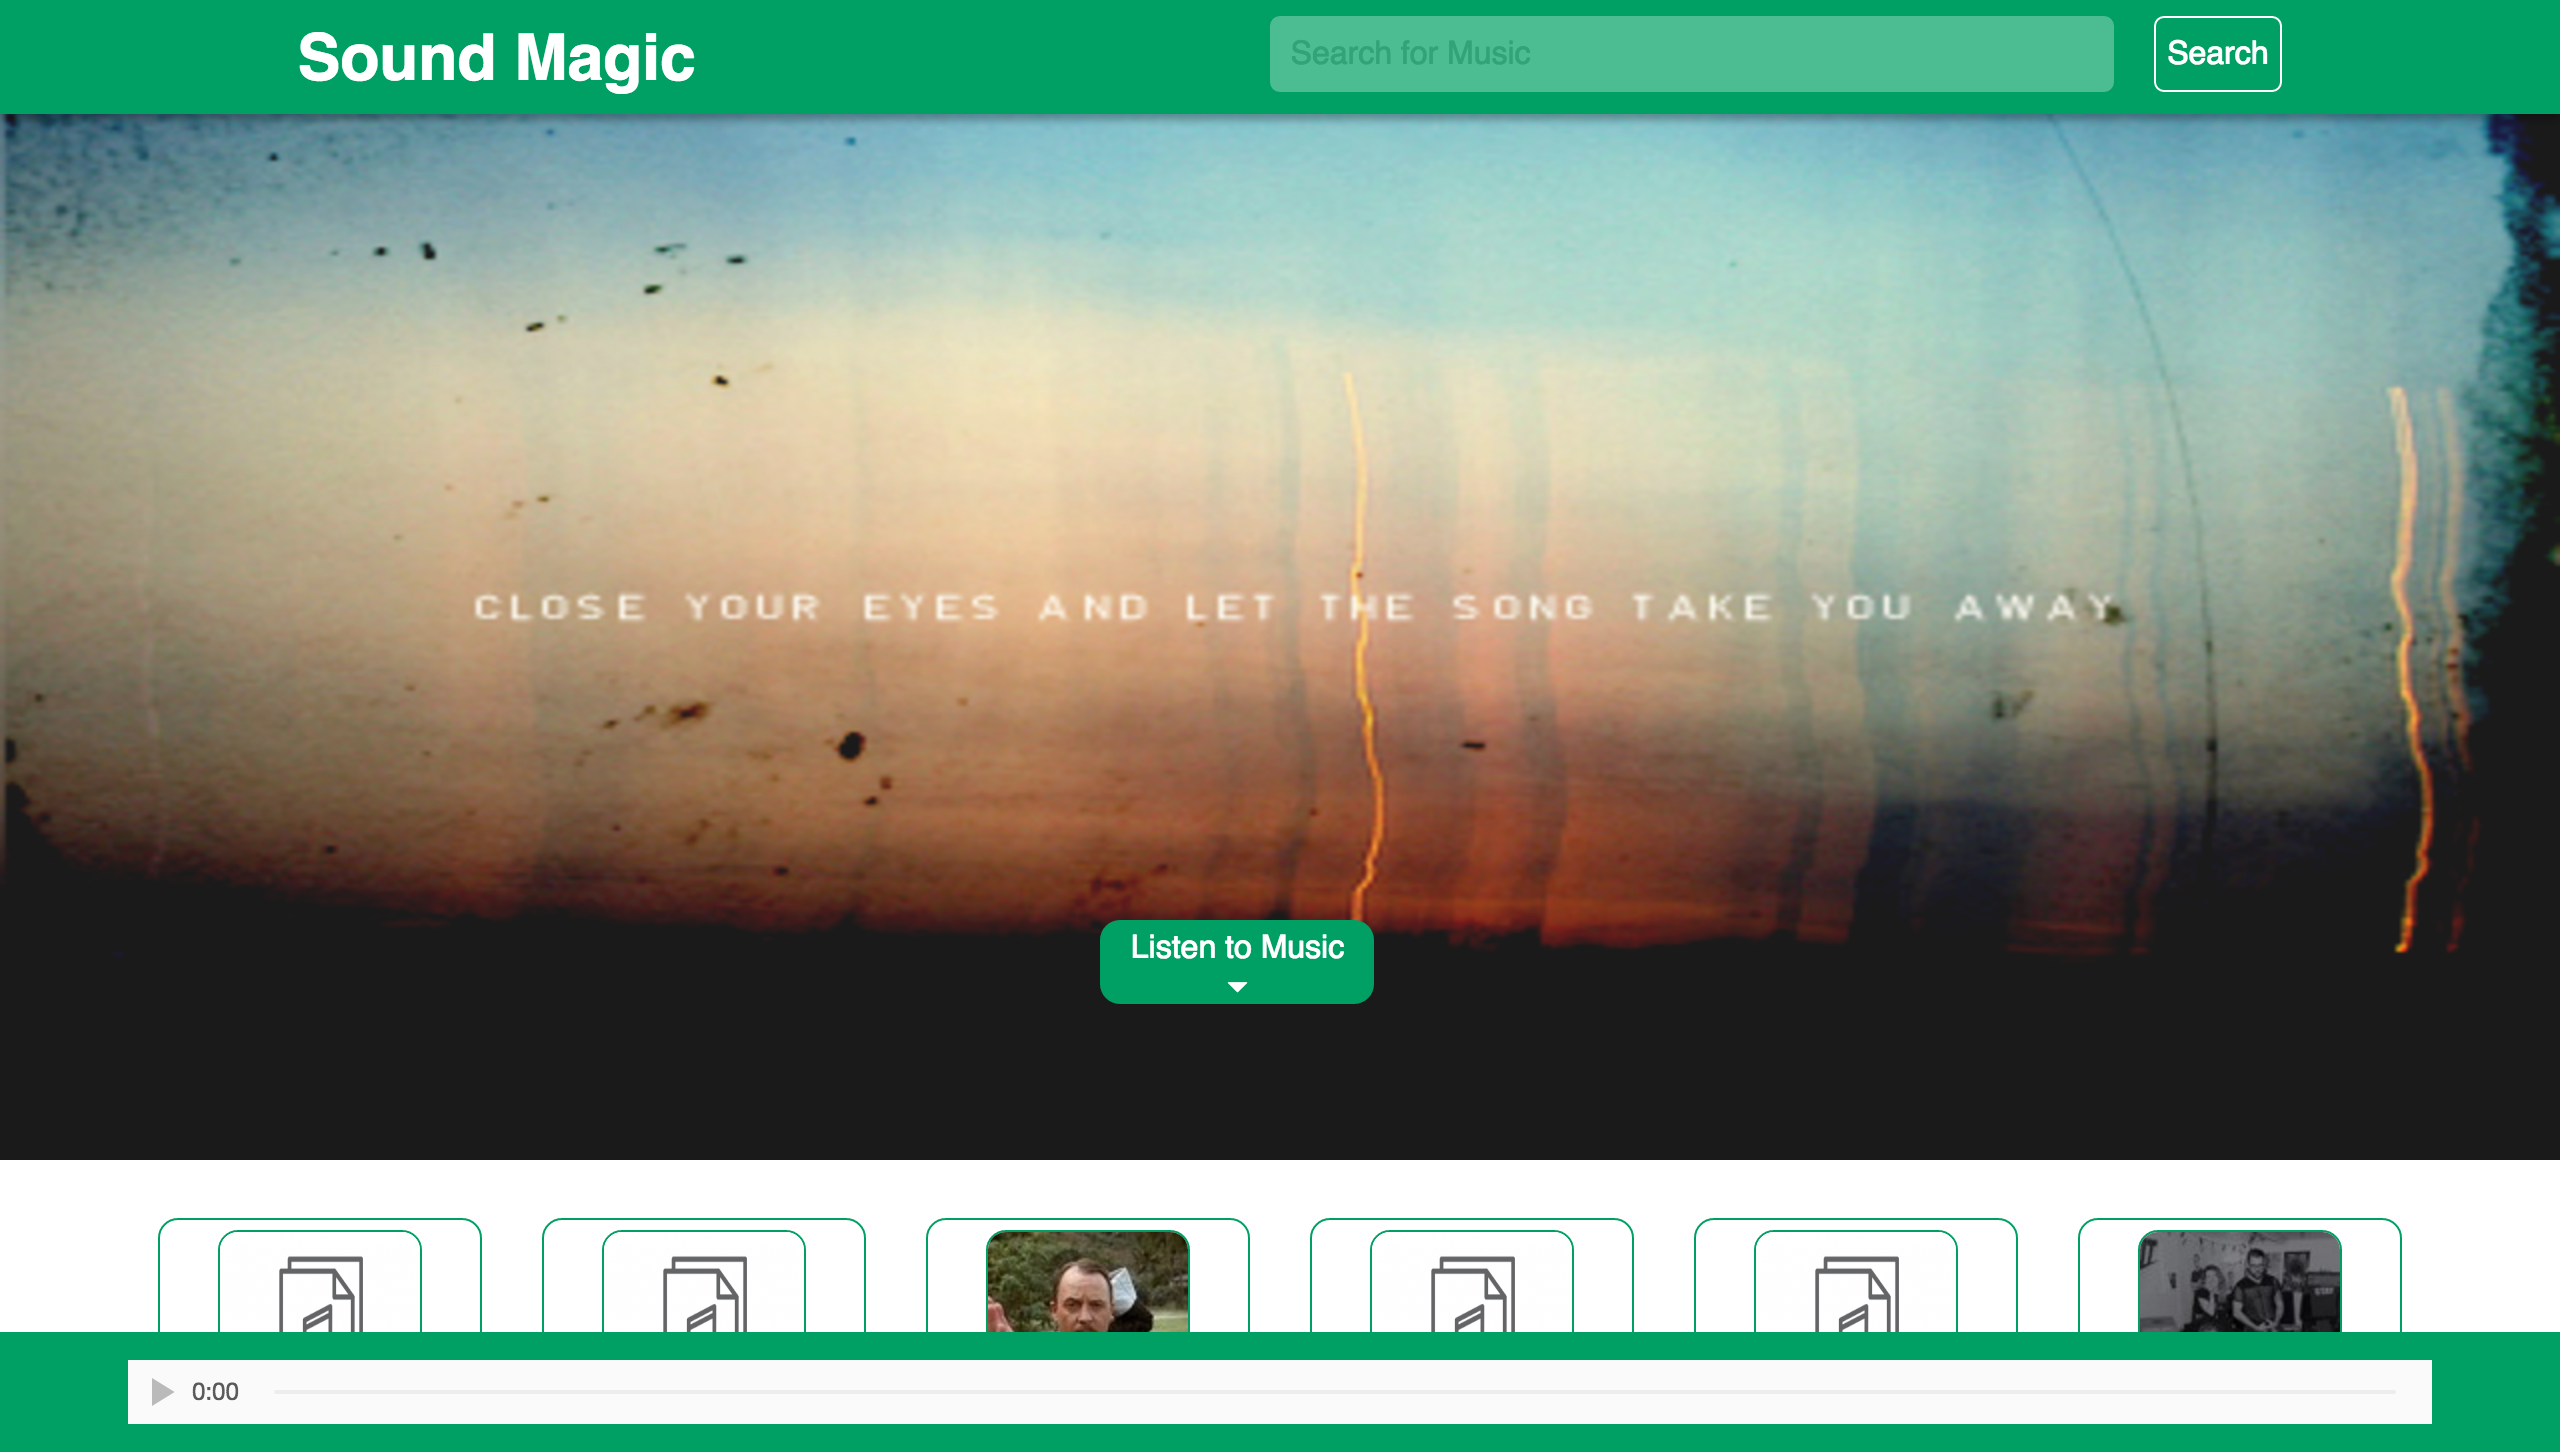 Sound Magic
Search for Music
Search
CLOSE YOUR EYES AND LET THE SONG TAKE YOU AWAY
Listen to Music
0:00